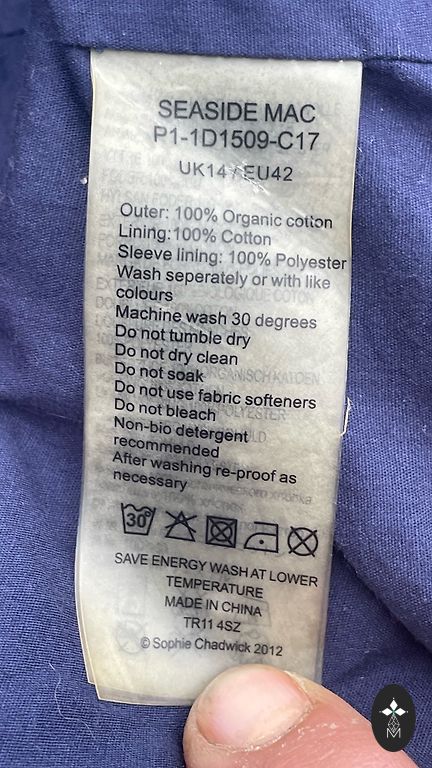 SEASIDE MAC
P1-1D1509-C17
UK14 / EU42
Outer: 100% Organic cotton
Lining:100% Cotton
Sleeve lining: 100% Polyester
Wash seperately or with like
colours
Machine wash 30 degrees
Do not tumble dry
Do not dry clean
Do not soak
Do not use fabric softeners
Do not bleach
Non-bio detergent
recommended
After washing re-proof as
necessary
30
SAVE ENERGY WASH AT LOWER
TEMPERATURE
MADE IN CHINA
TR11 4SZ
© Sophie Chadwick 2012
M